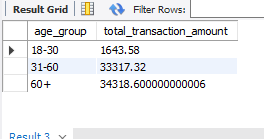 Result Grid Filter Rows:
age_group total_transaction_amount
18-30 1643.58
31-60 33317.32
60+ 34318.600000000006
Result 3